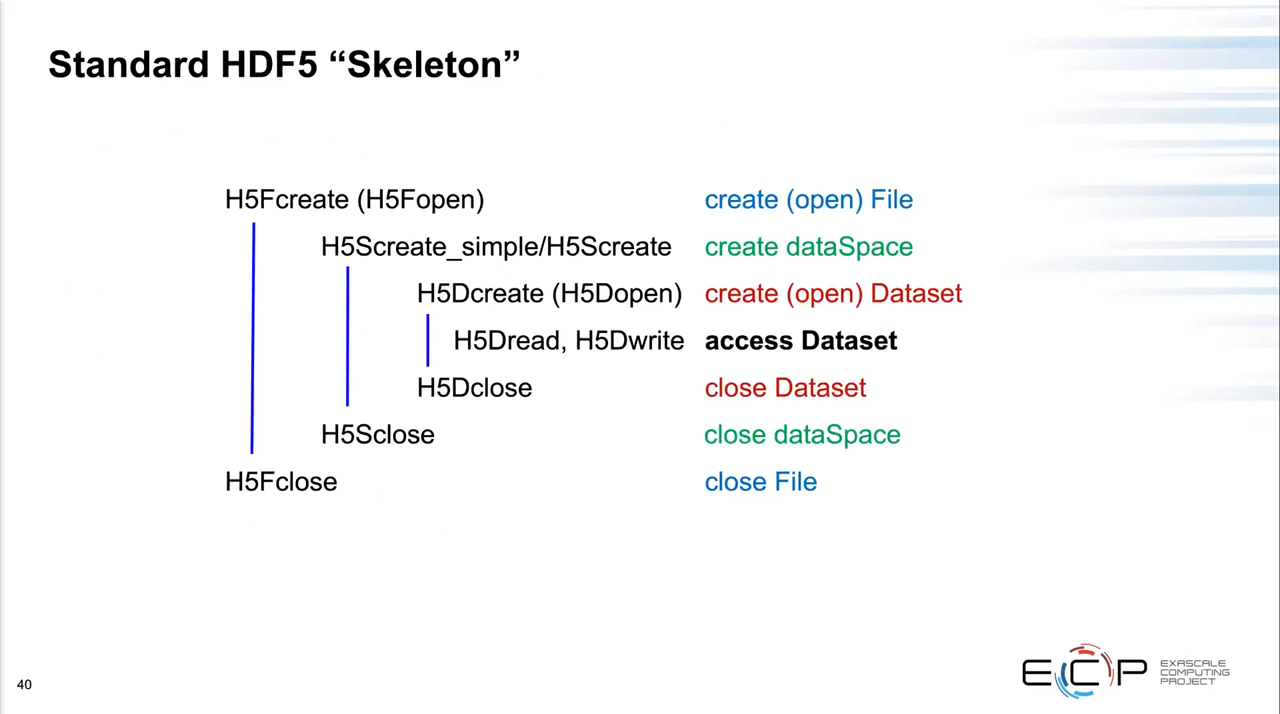 Standard HDF5 “Skeleton”
H5Fcreate (H5Fopen) create (open) File
H5Screate_simple/H5Screate create dataSpace
H5Dcreate (H5Dopen) create (open) Dataset
H5Dread, H5Dwrite access Dataset
H5Dclose close Dataset
H5Sclose close dataSpace
H5Fclose close File
40
ECP
EXASCALE
COMPUTING
PROJECT